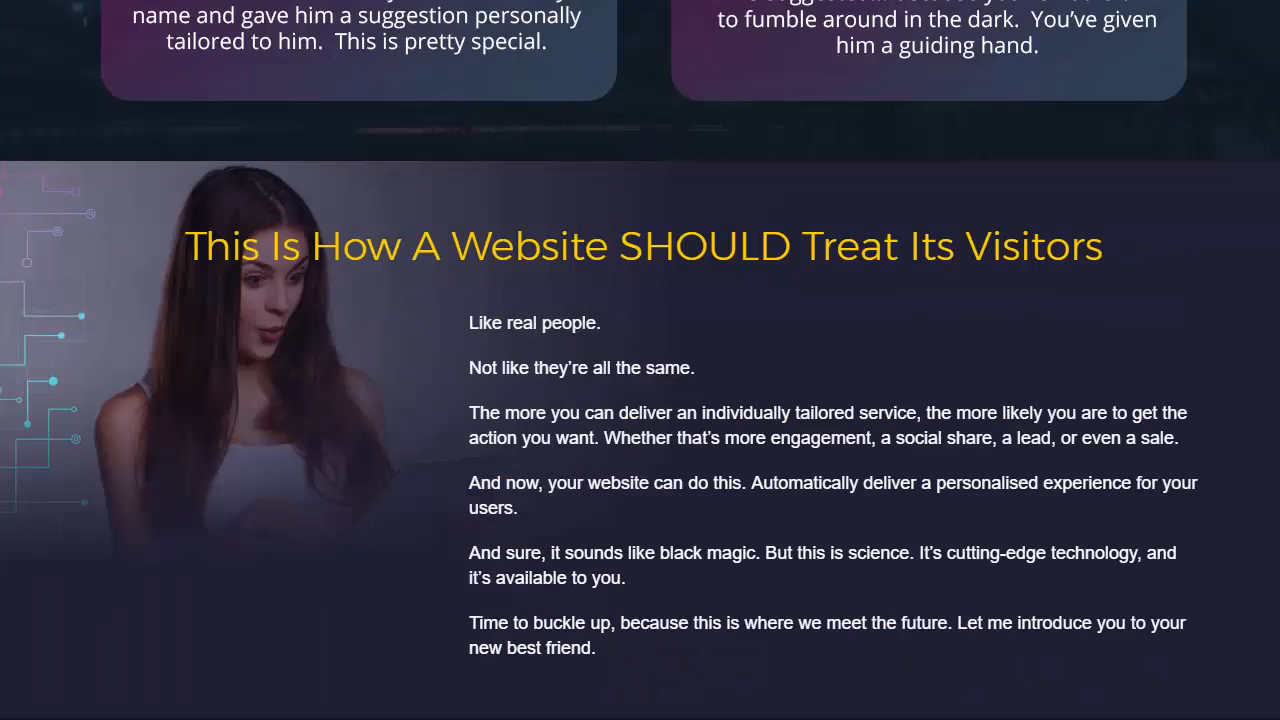 name and gave him a suggestion personally
tailored to him.  This is pretty special.
to fumble around in the dark.  You’ve given
him a guiding hand.
This Is How A Website SHOULD Treat Its Visitors
Like real people.
Not like they’re all the same.
The more you can deliver an individually tailored service, the more likely you are to get the
action you want. Whether that’s more engagement, a social share, a lead, or even a sale.
And now, your website can do this. Automatically deliver a personalised experience for your
users.
And sure, it sounds like black magic. But this is science. It’s cutting-edge technology, and
it’s available to you.
Time to buckle up, because this is where we meet the future. Let me introduce you to your
new best friend.